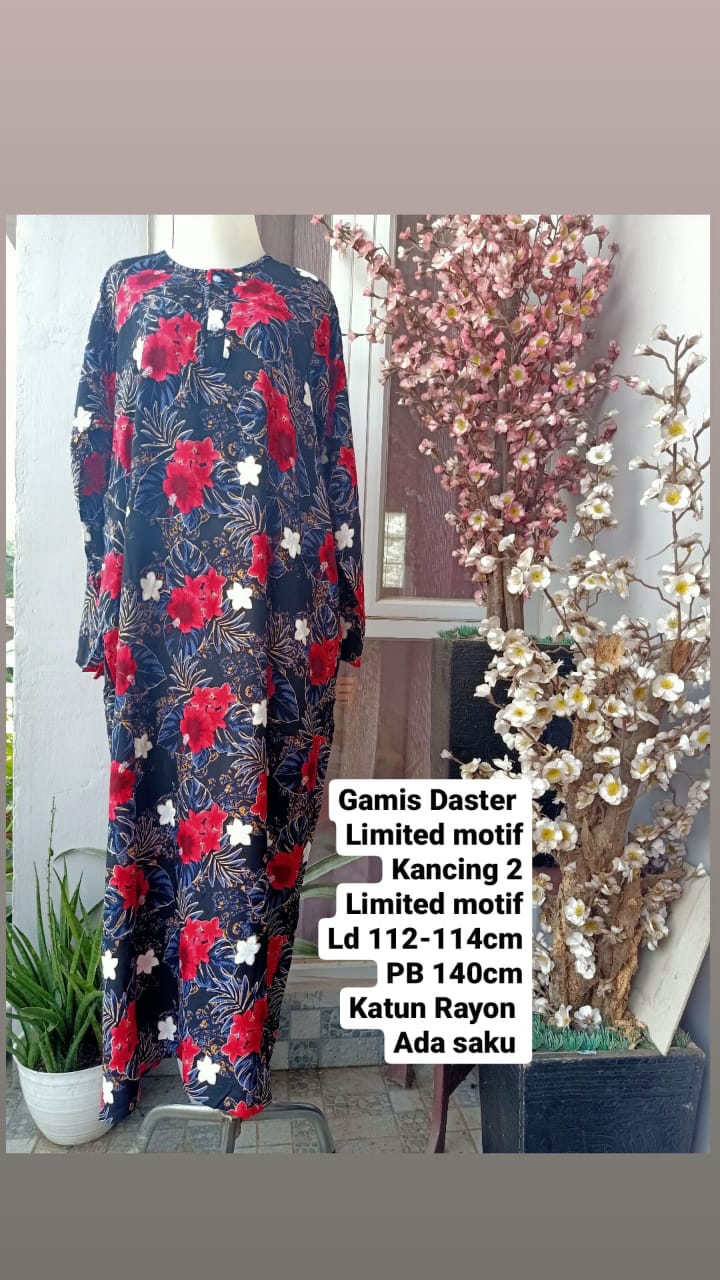 Gamis Daster
Limited motif
Kancing 2
Limited motif
Ld 112-114cm
PB 140cm
Katun Rayon
Ada saku